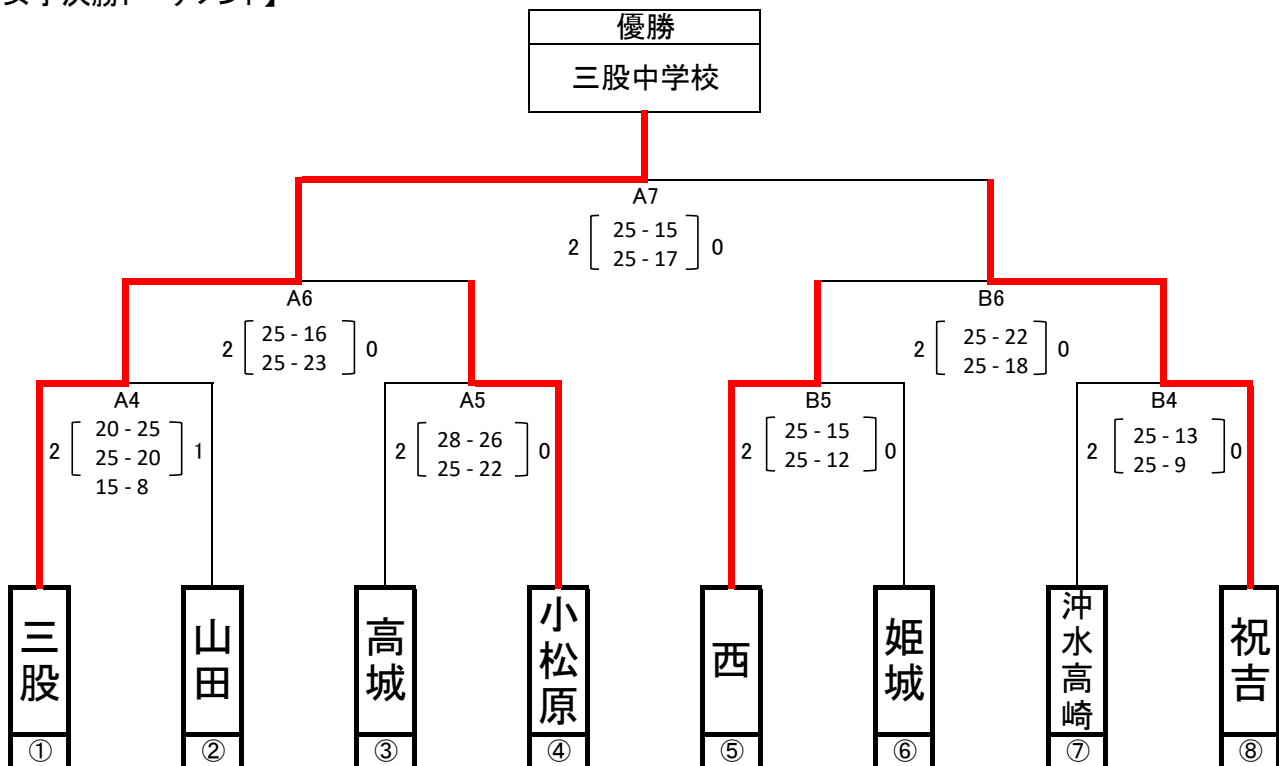 優勝
三股中学校
A7
2 25 - 15 0
25 - 17
A6
2 25 - 16 0
25 - 23
B6
2 25 - 22 0
25 - 18
A4
20 - 25
2 25 - 20 1
15 - 8
A5
2 28 - 26 0
25 - 22
B5
2 25 - 15 0
25 - 12
B4
2 25 - 13 0
25 - 9
三股
山田
高城
小松原
西
姫城
沖水高崎
祝吉
① ② ③ ④ ⑤ ⑥ ⑦ ⑧